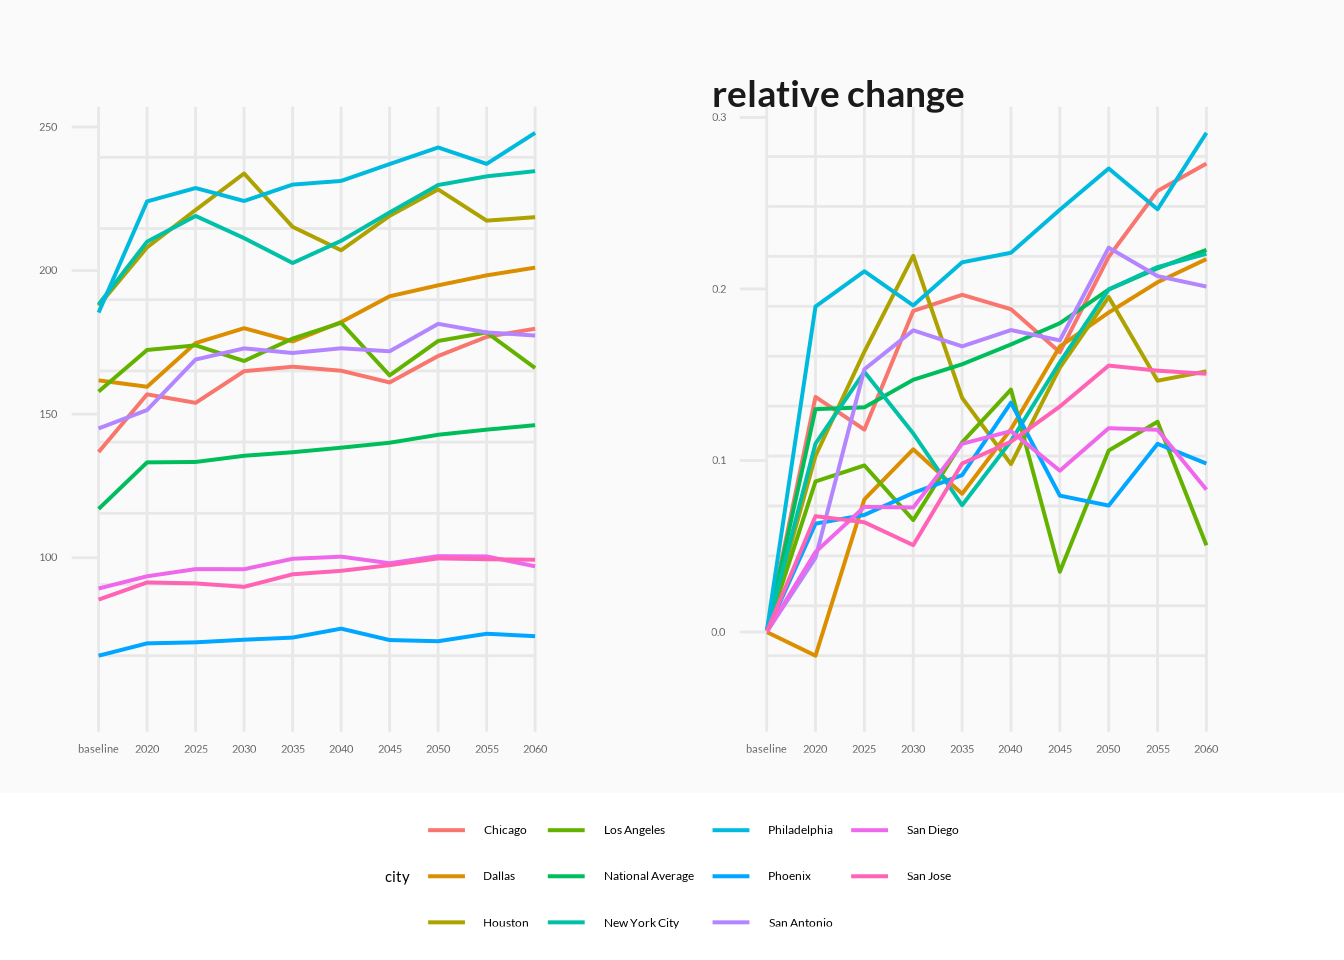 relative change
250
200
150
100
baseline 2020 2025 2030 2035 2040 2045 2050 2055 2060
0.3
0.2
0.1
0.0
baseline 2020 2025 2030 2035 2040 2045 2050 2055 2060
city
Chicago Los Angeles Philadelphia San Diego
Dallas National Average Phoenix San Jose
Houston New York City San Antonio